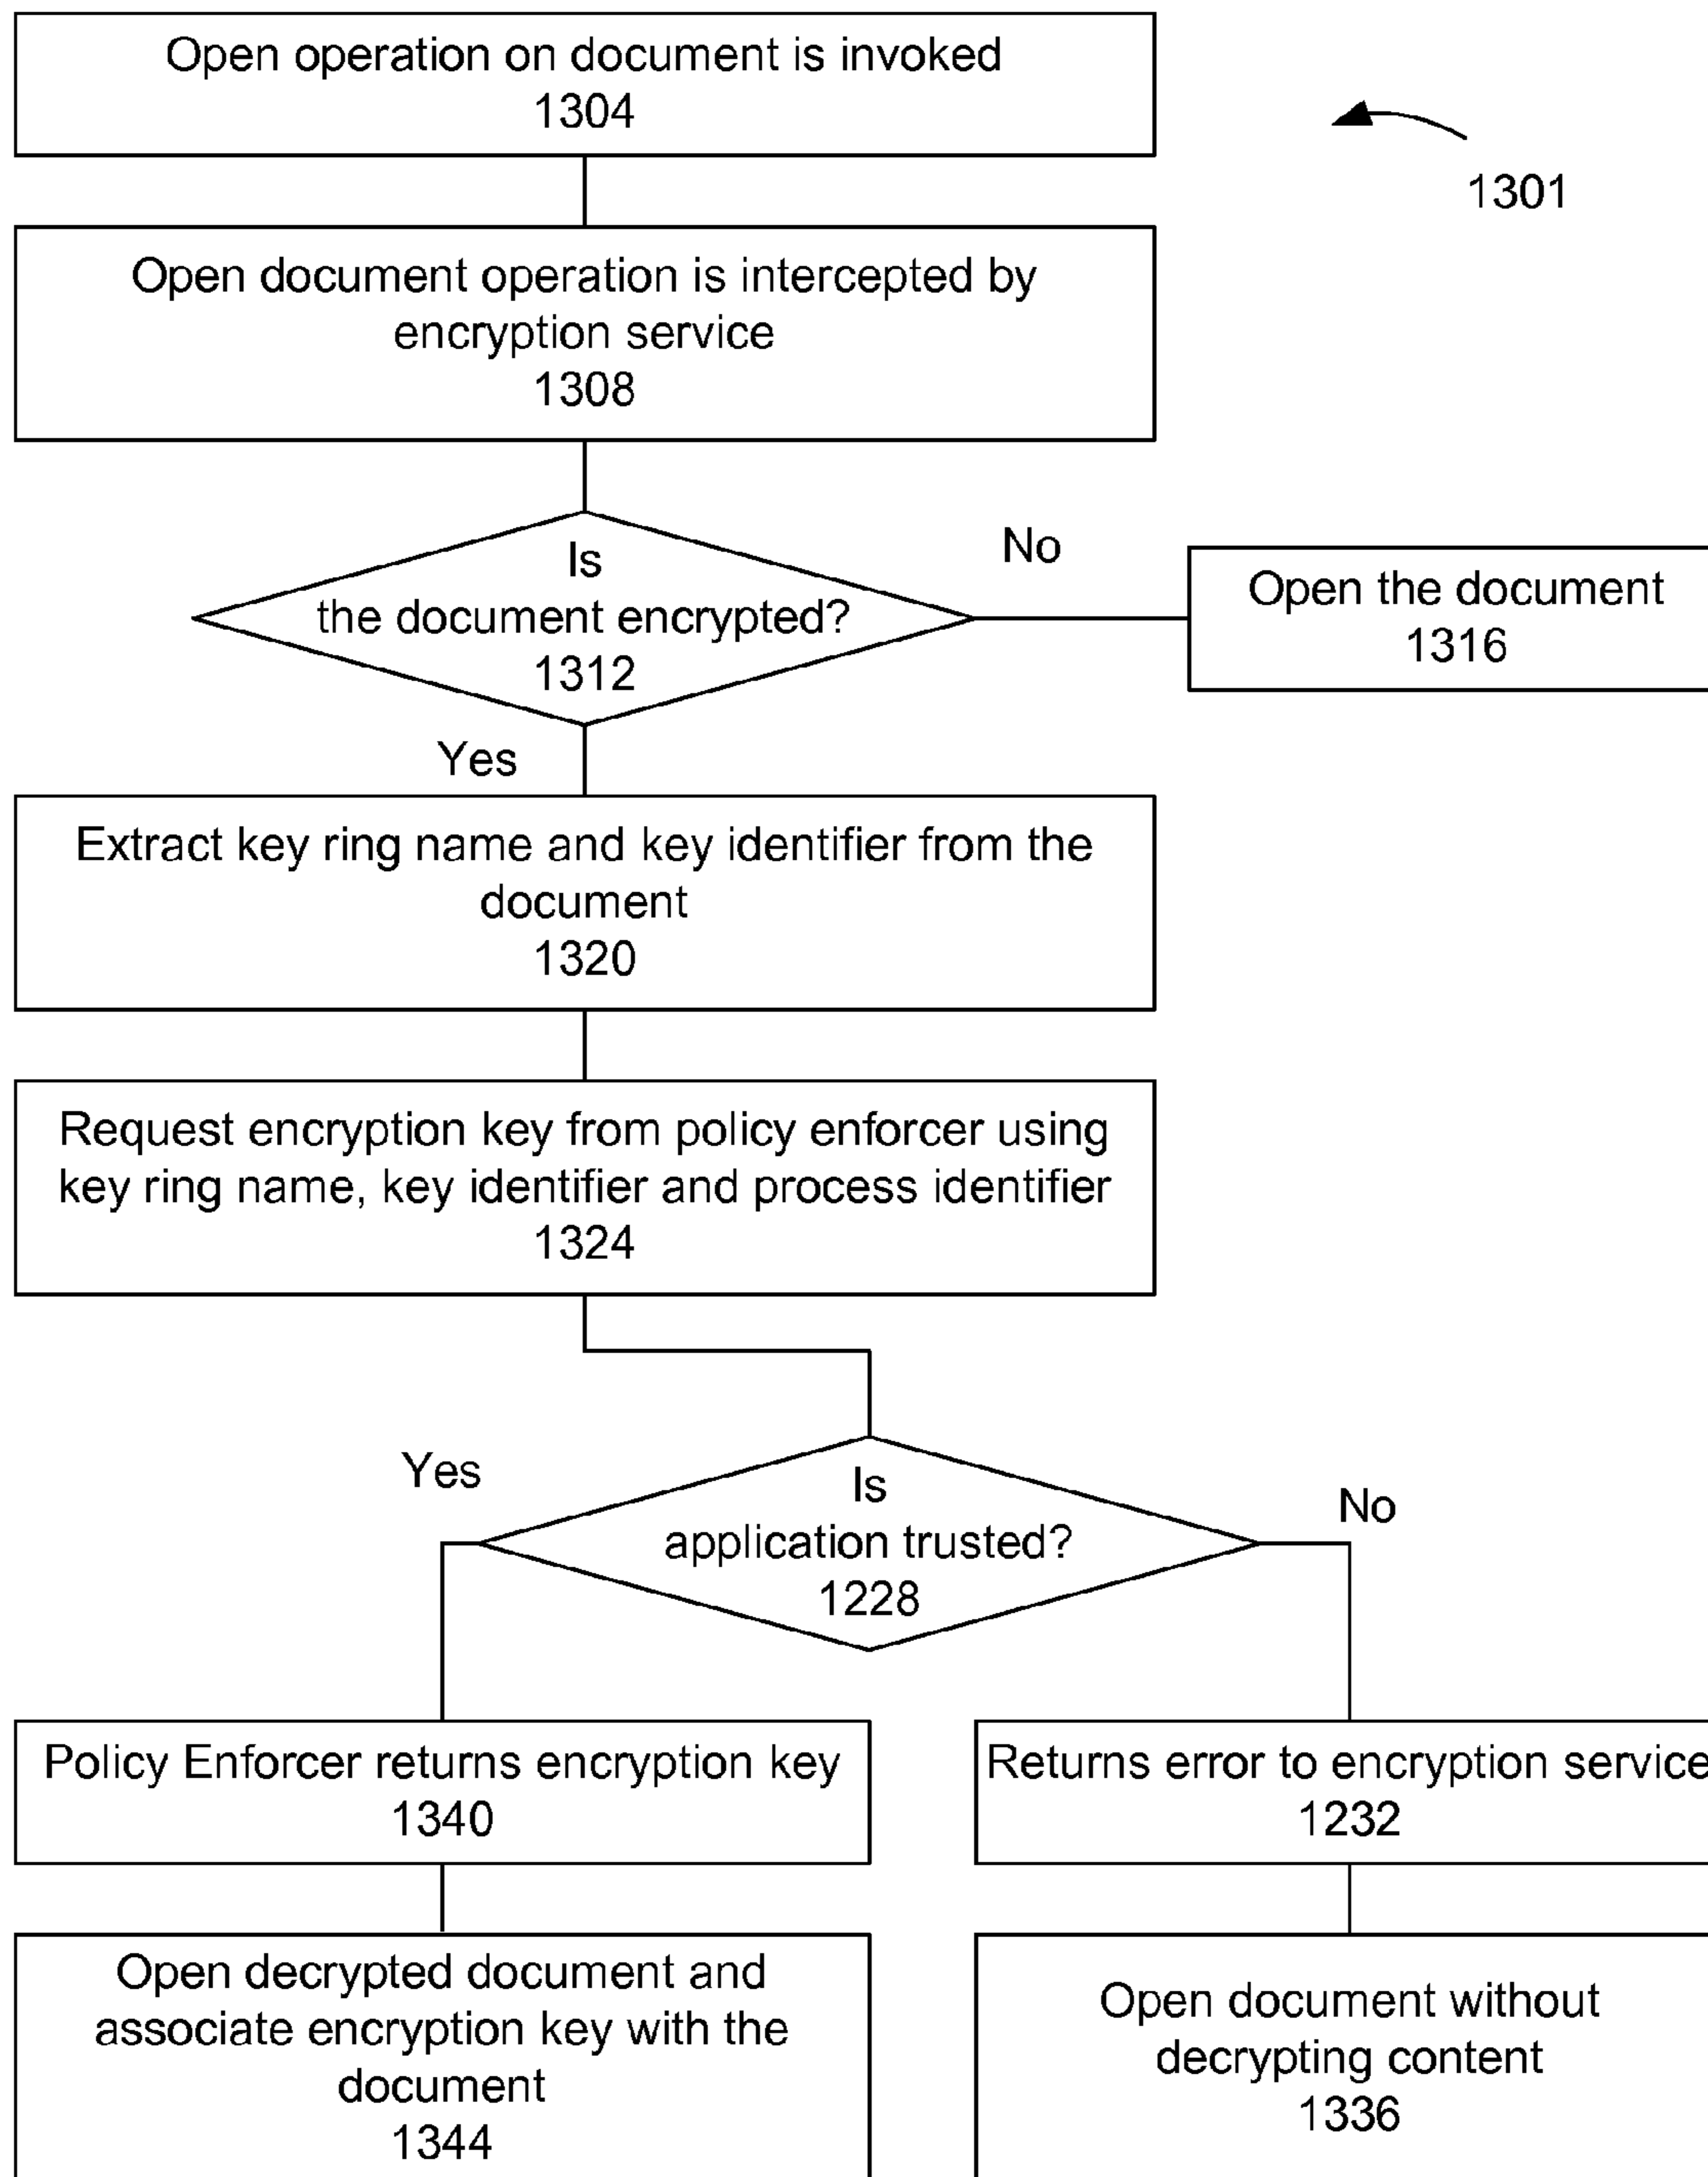 Open operation on document is invoked
1304
1301
Open document operation is intercepted by
encryption service
1308
Is
the document encrypted?
1312
No
Open the document
1316
Yes
Extract key ring name and key identifier from the
document
1320
Request encryption key from policy enforcer using
key ring name, key identifier and process identifier
1324
Yes
Is
application trusted?
1228
No
Policy Enforcer returns encryption key
1340
Returns error to encryption service
1232
Open decrypted document and
associate encryption key with the
document
1344
Open document without
decrypting content
1336